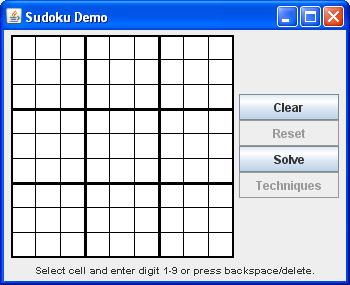 Sudoku Demo
Clear
Reset
Solve
Techniques
Select cell and enter digit 1-9 or press backspace/delete.